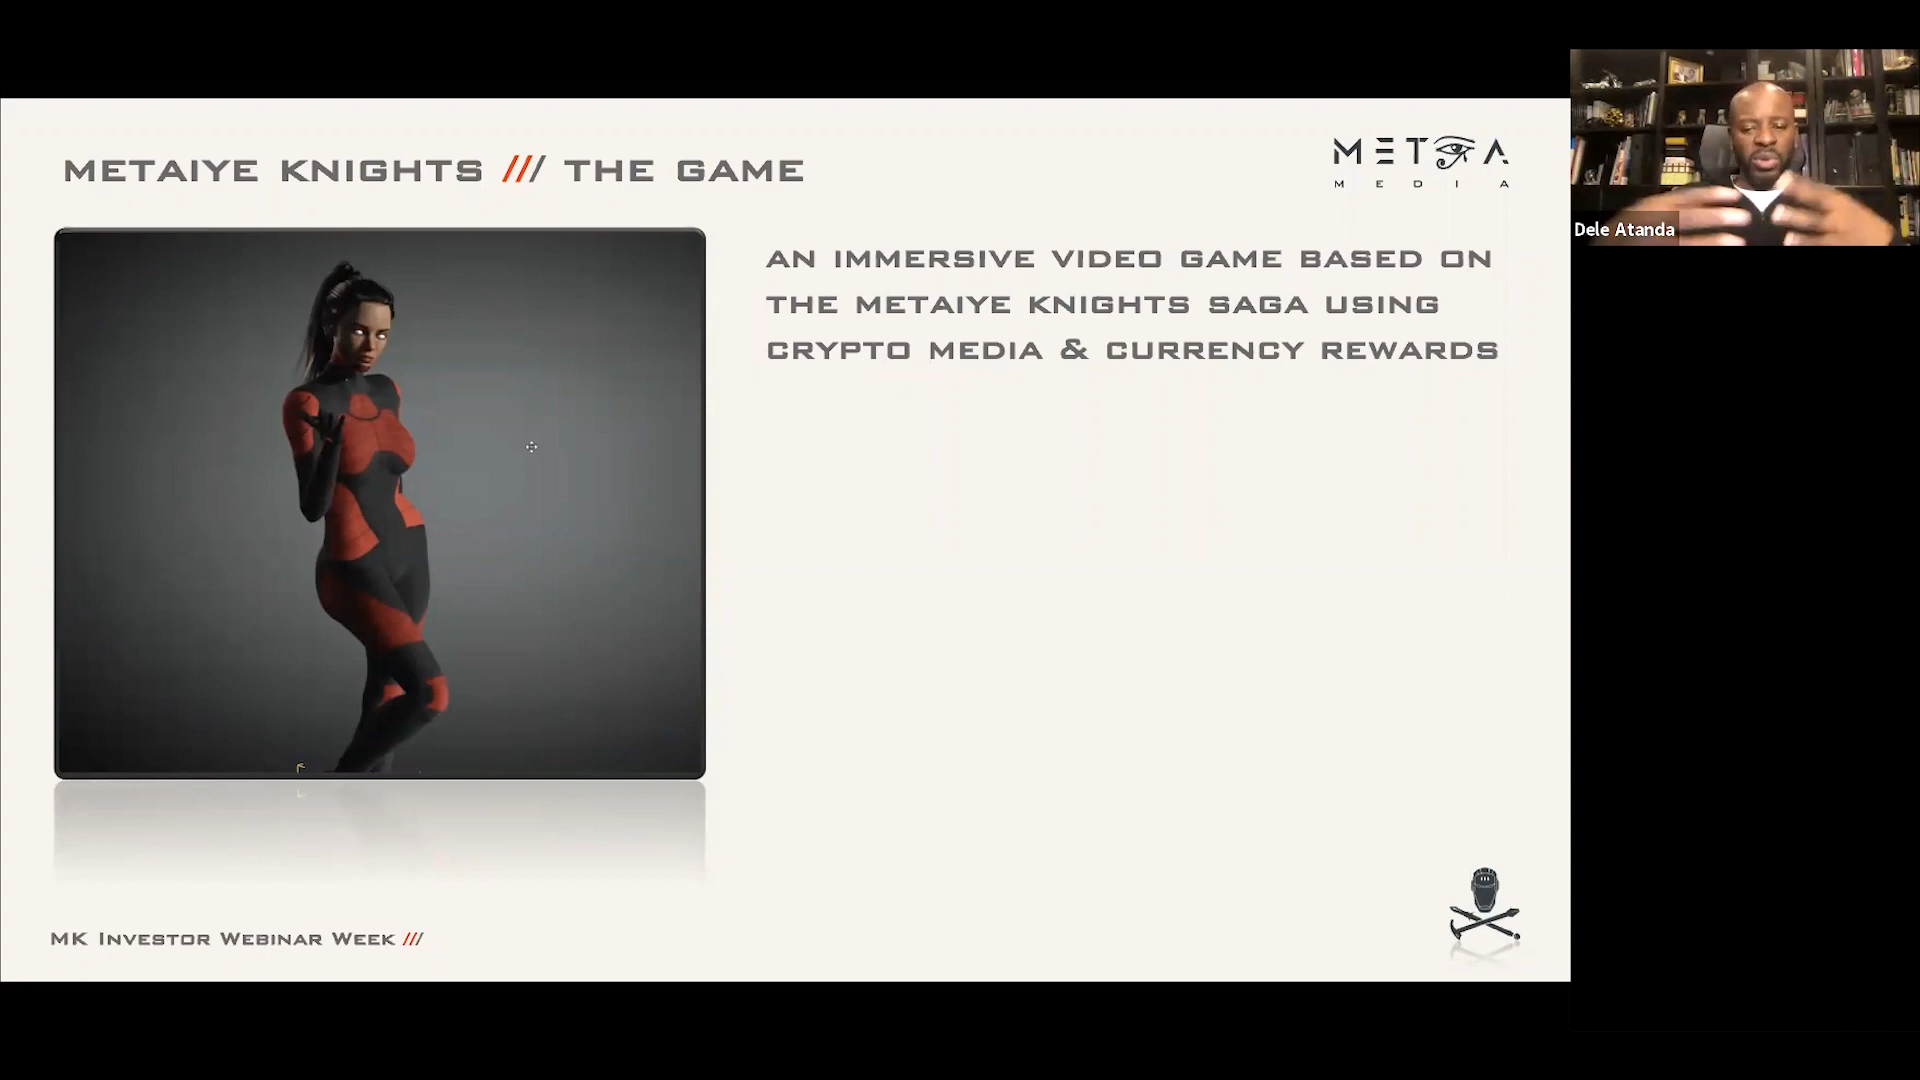 METAIYE KNIGHTS /// THE GAME
MET A
MEDIA
AN IMMERSIVE VIDEO GAME BASED ON
THE METAIYE KNIGHTS SAGA USING
CRYPTO MEDIA & CURRENCY REWARDS
MK INVESTOR WEBINAR WEEK ///
Dele Atanda